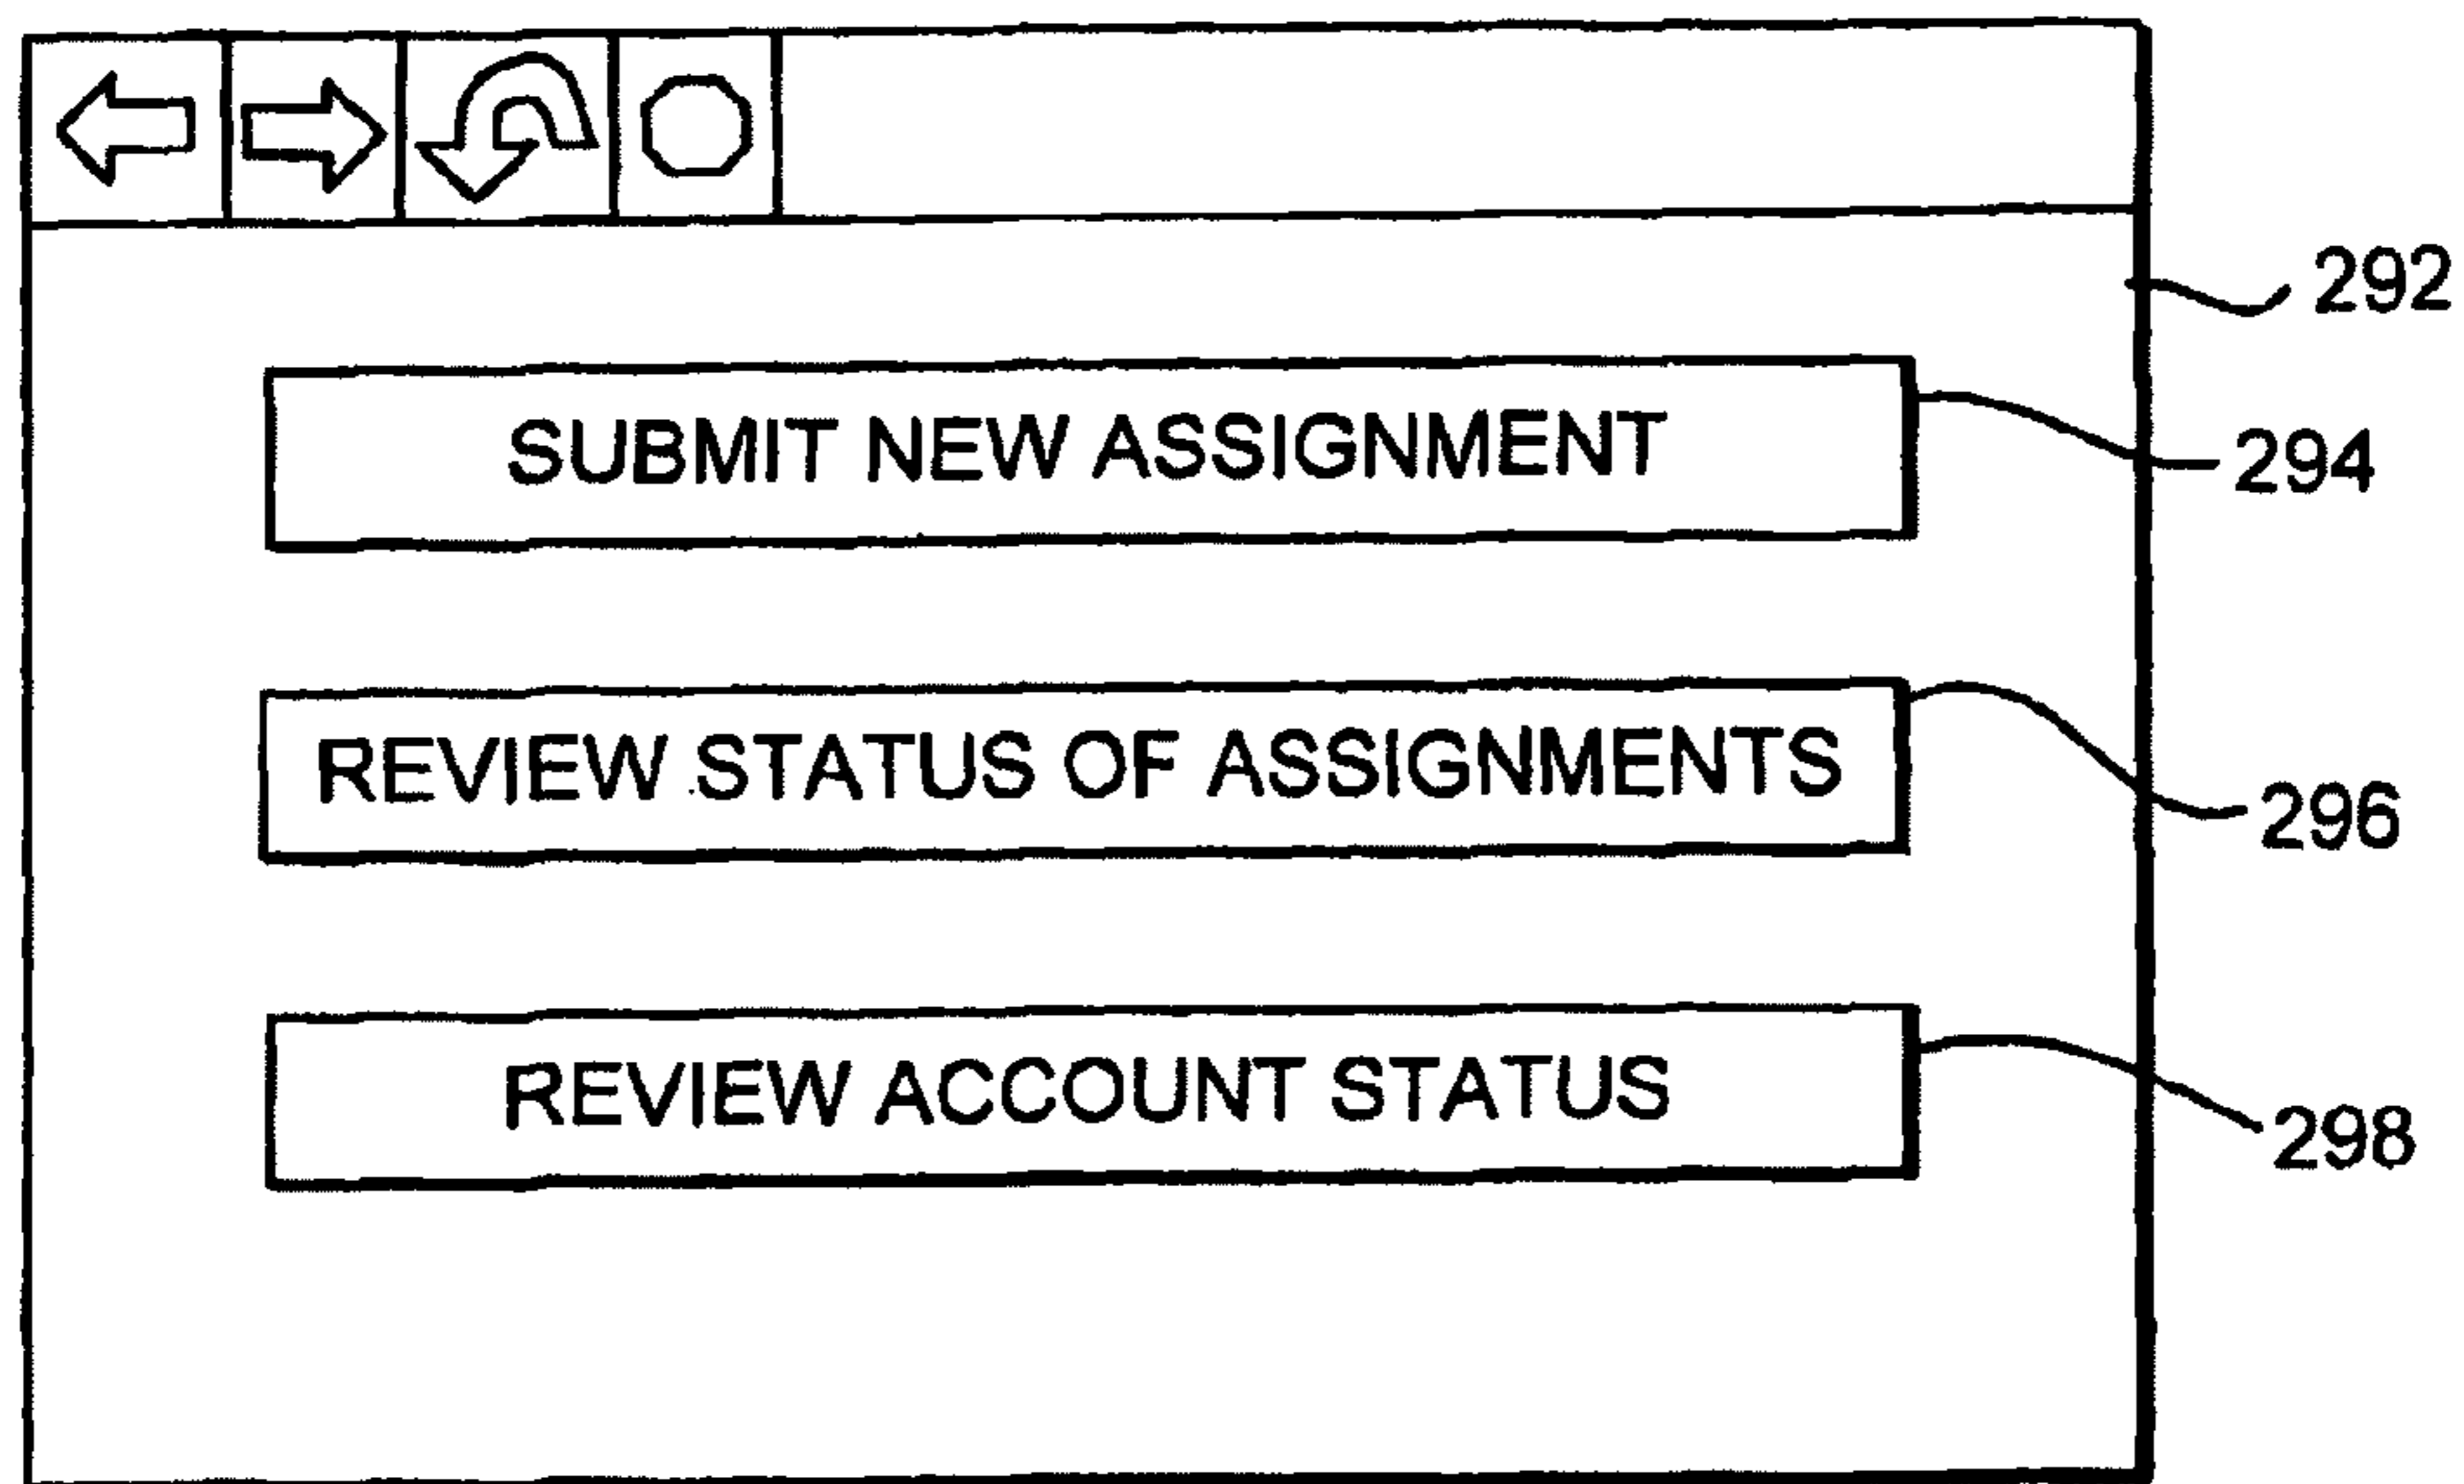 292
SUBMIT NEW ASSIGNMENT
294
REVIEW STATUS OF ASSIGNMENTS
296
REVIEW ACCOUNT STATUS
298